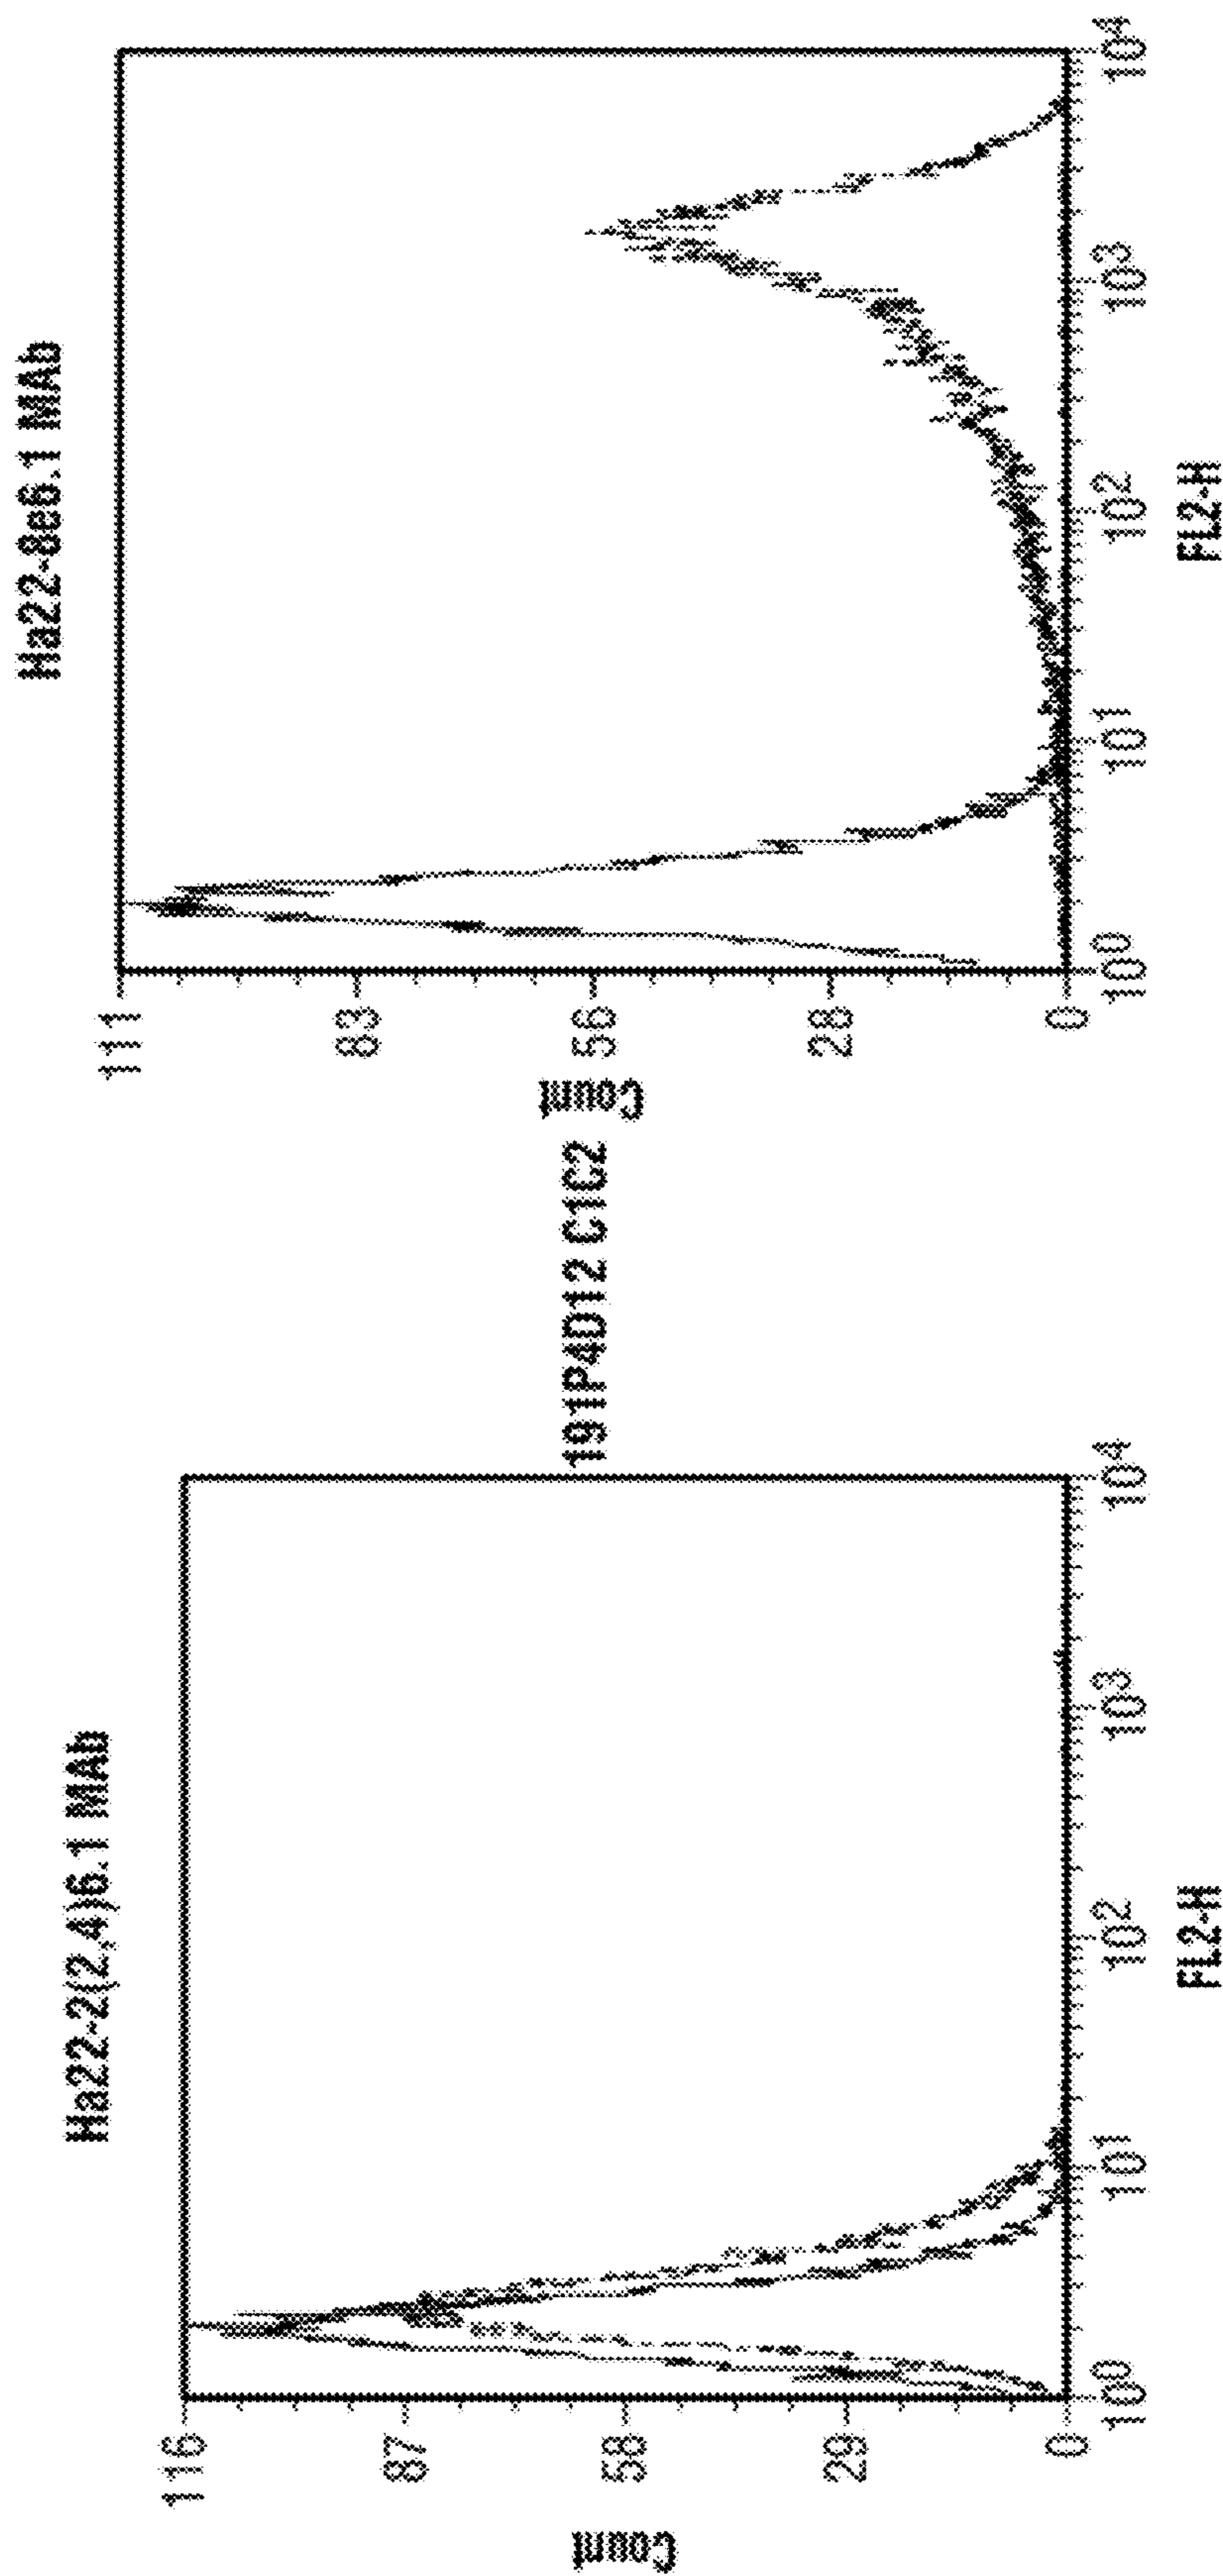 Ha22-2(2,4)6.1 MAb
Count
116
87
58
29
0
10⁰
10¹
10²
10³
10⁴
FL2-H
191P4D12 C1C2
Ha22-8e6.1 MAb
Count
111
83
56
28
0
10⁰
10¹
10²
10³
10⁴
FL2-H